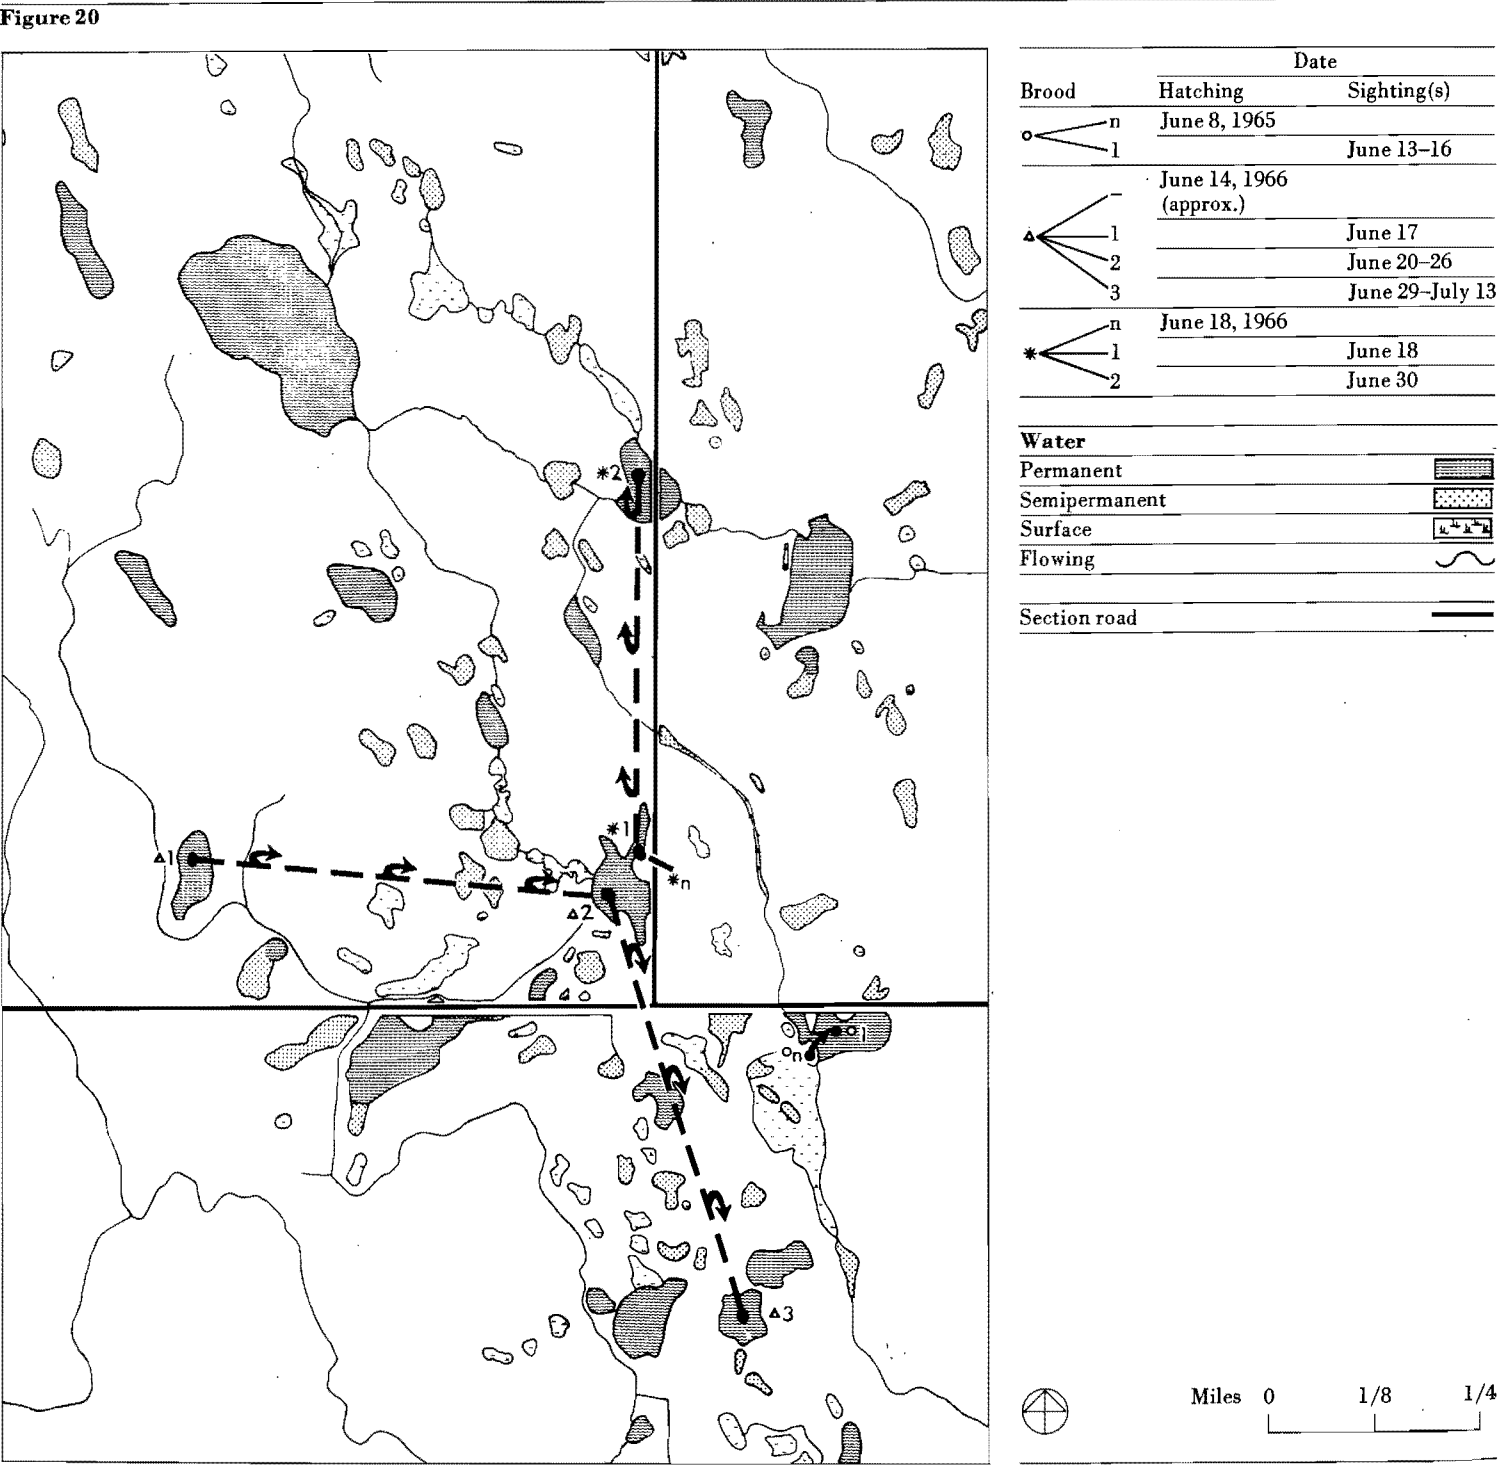 Figure 20
Date
Brood Hatching Sighting(s)
n June 8, 1965
1 June 13–16
– June 14, 1966
(approx.)
1 June 17
2 June 20–26
3 June 29–July 13
n June 18, 1966
1 June 18
2 June 30
Water
Permanent
Semipermanent
Surface
Flowing
Section road
*2
*1
△1
*n
△2
○1
○n
△3
Miles 0 1/8 1/4